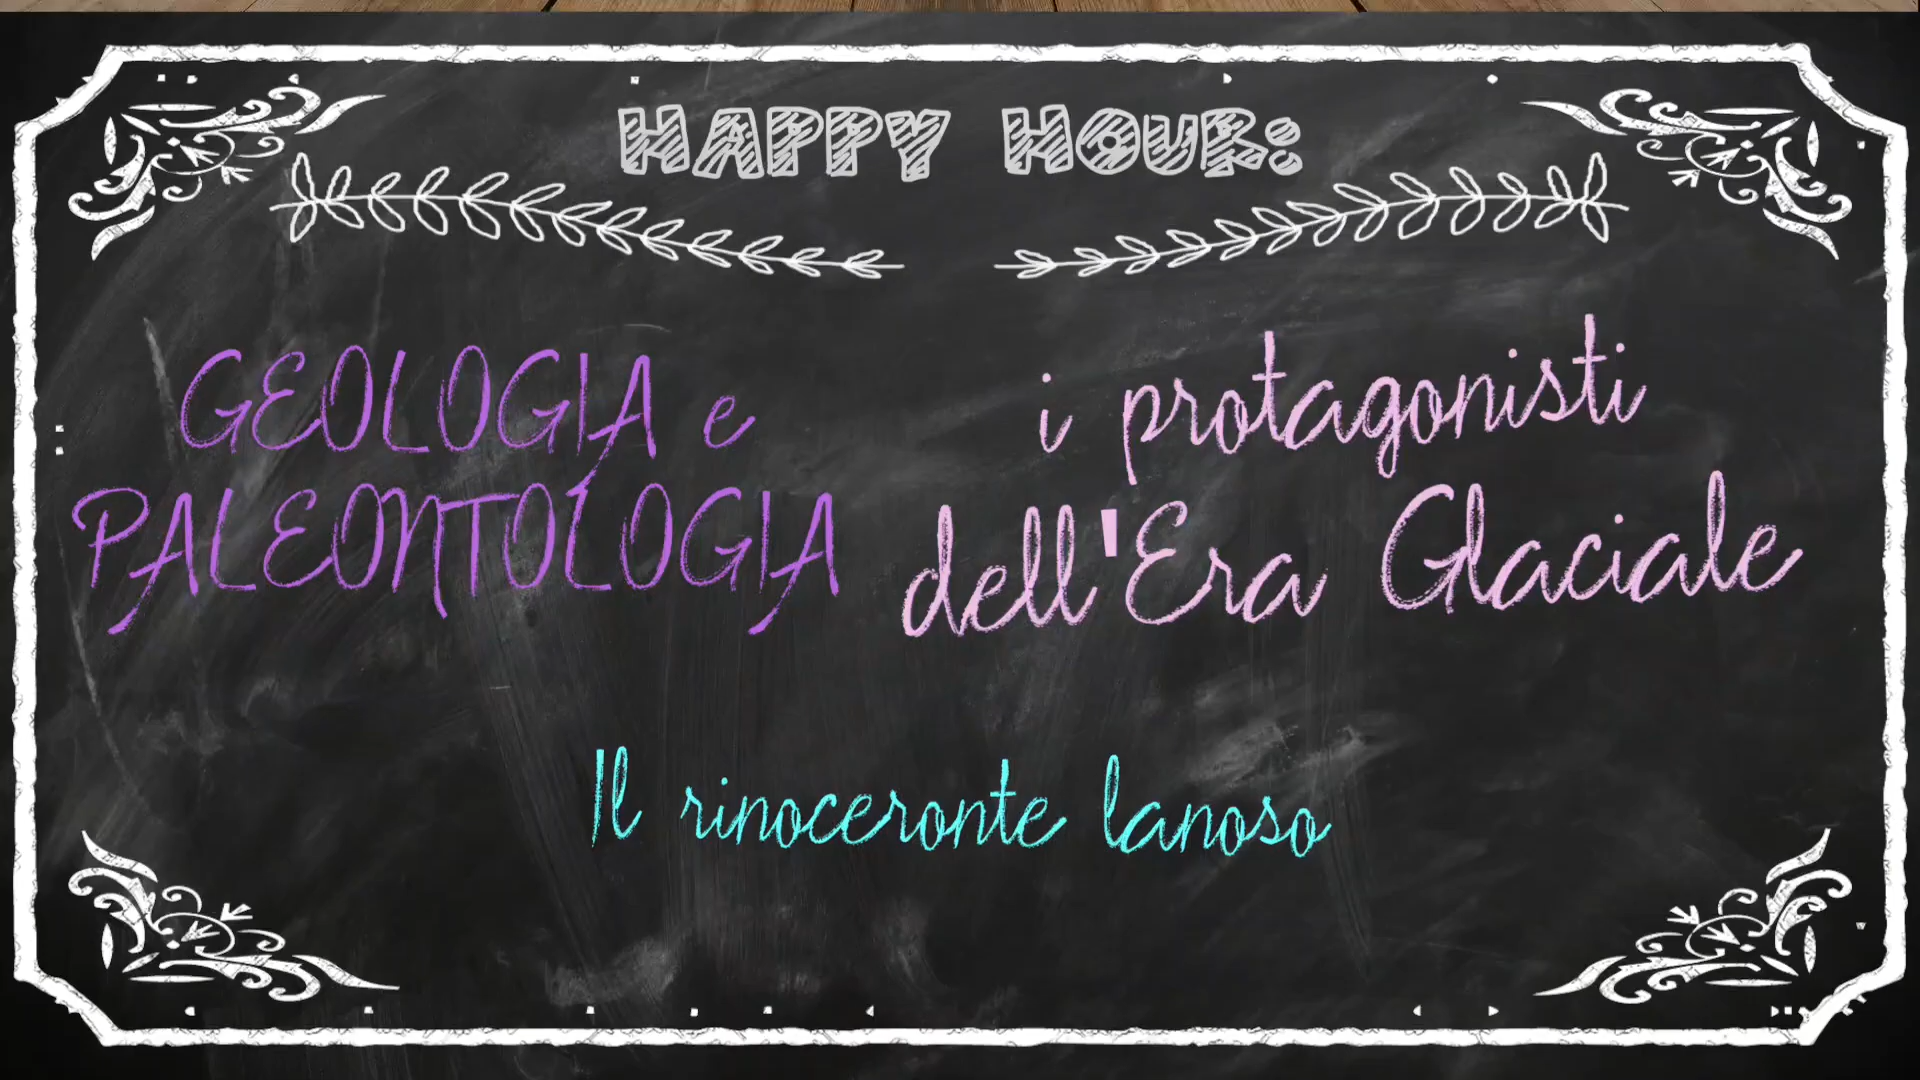 HAPPY HOUR:
GEOLOGIA e
PALEONTOLOGIA
i protagonisti
dell'Era Glaciale
Il rinoceronte lanoso